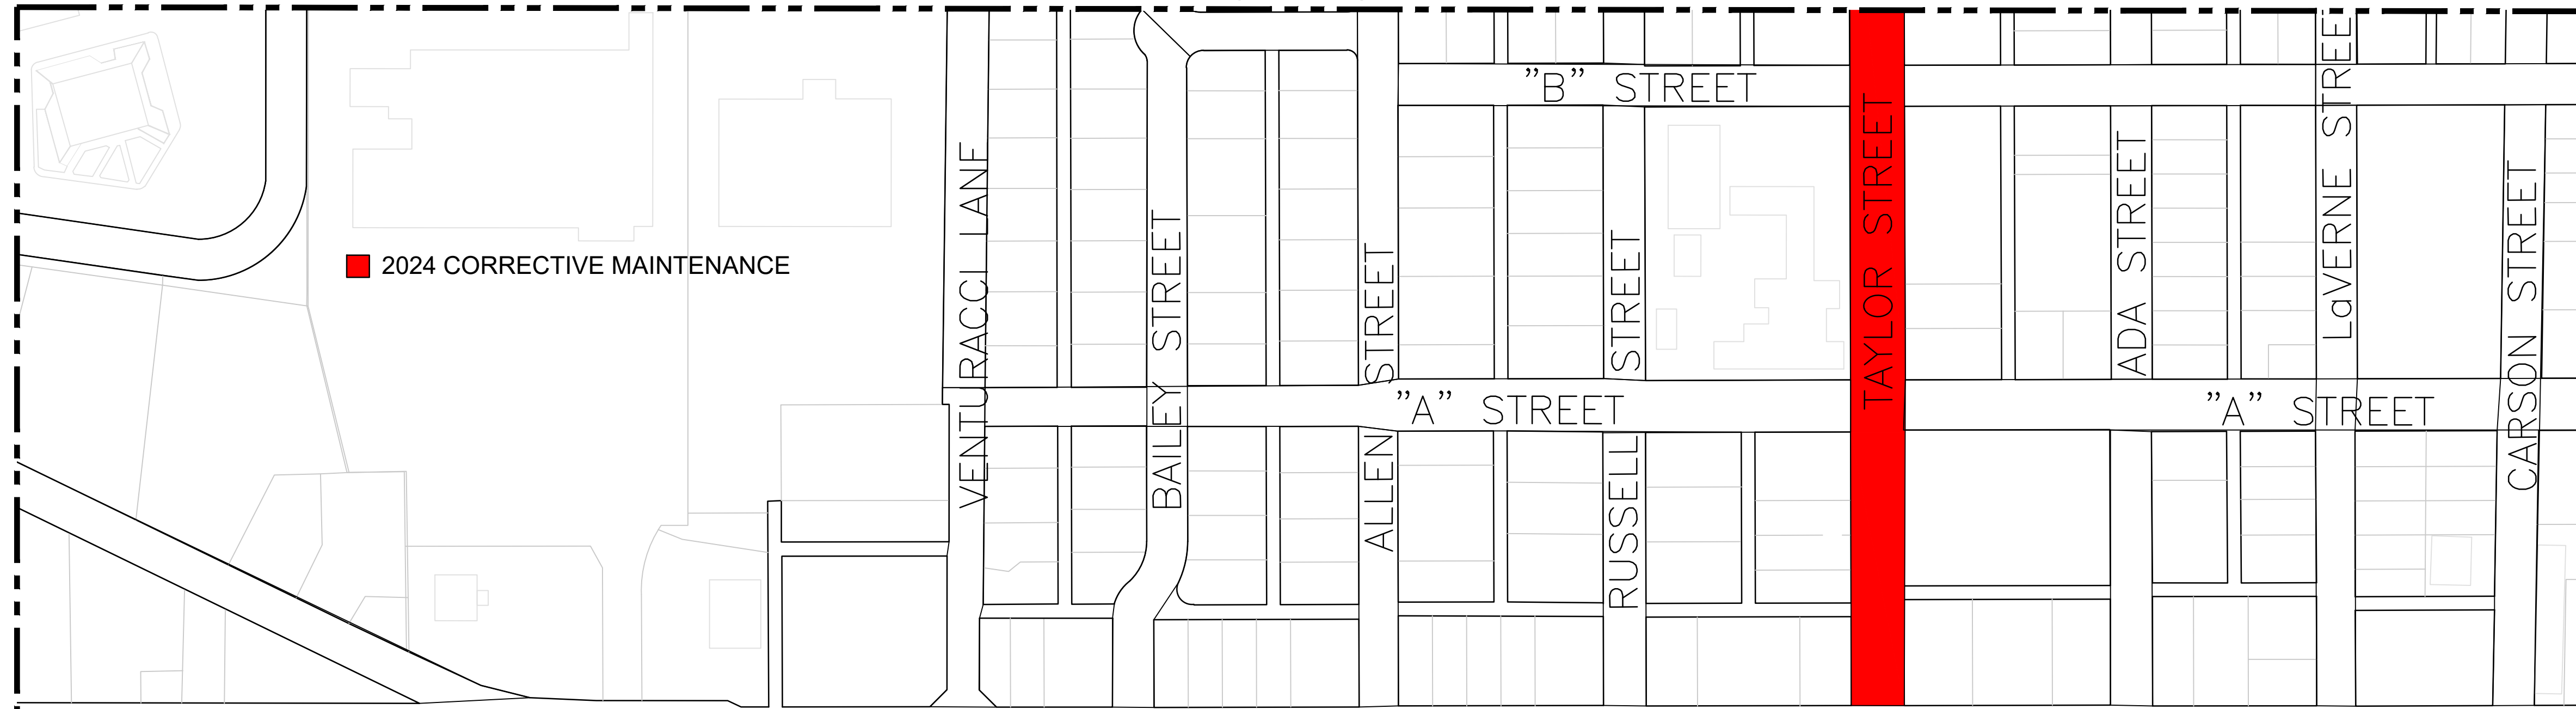 "B" STREET
2024 CORRECTIVE MAINTENANCE
VENTURACCI LANE
BAILEY STREET
ALLEN STREET
RUSSELL STREET
TAYLOR STREET
ADA STREET
LaVERNE STREET
CARSON STREET
"A" STREET
"A" STREET